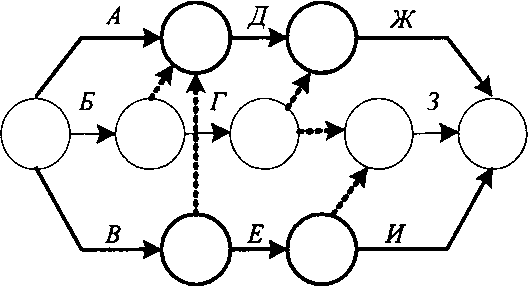 А Д Ж
Б Г З
В Е И